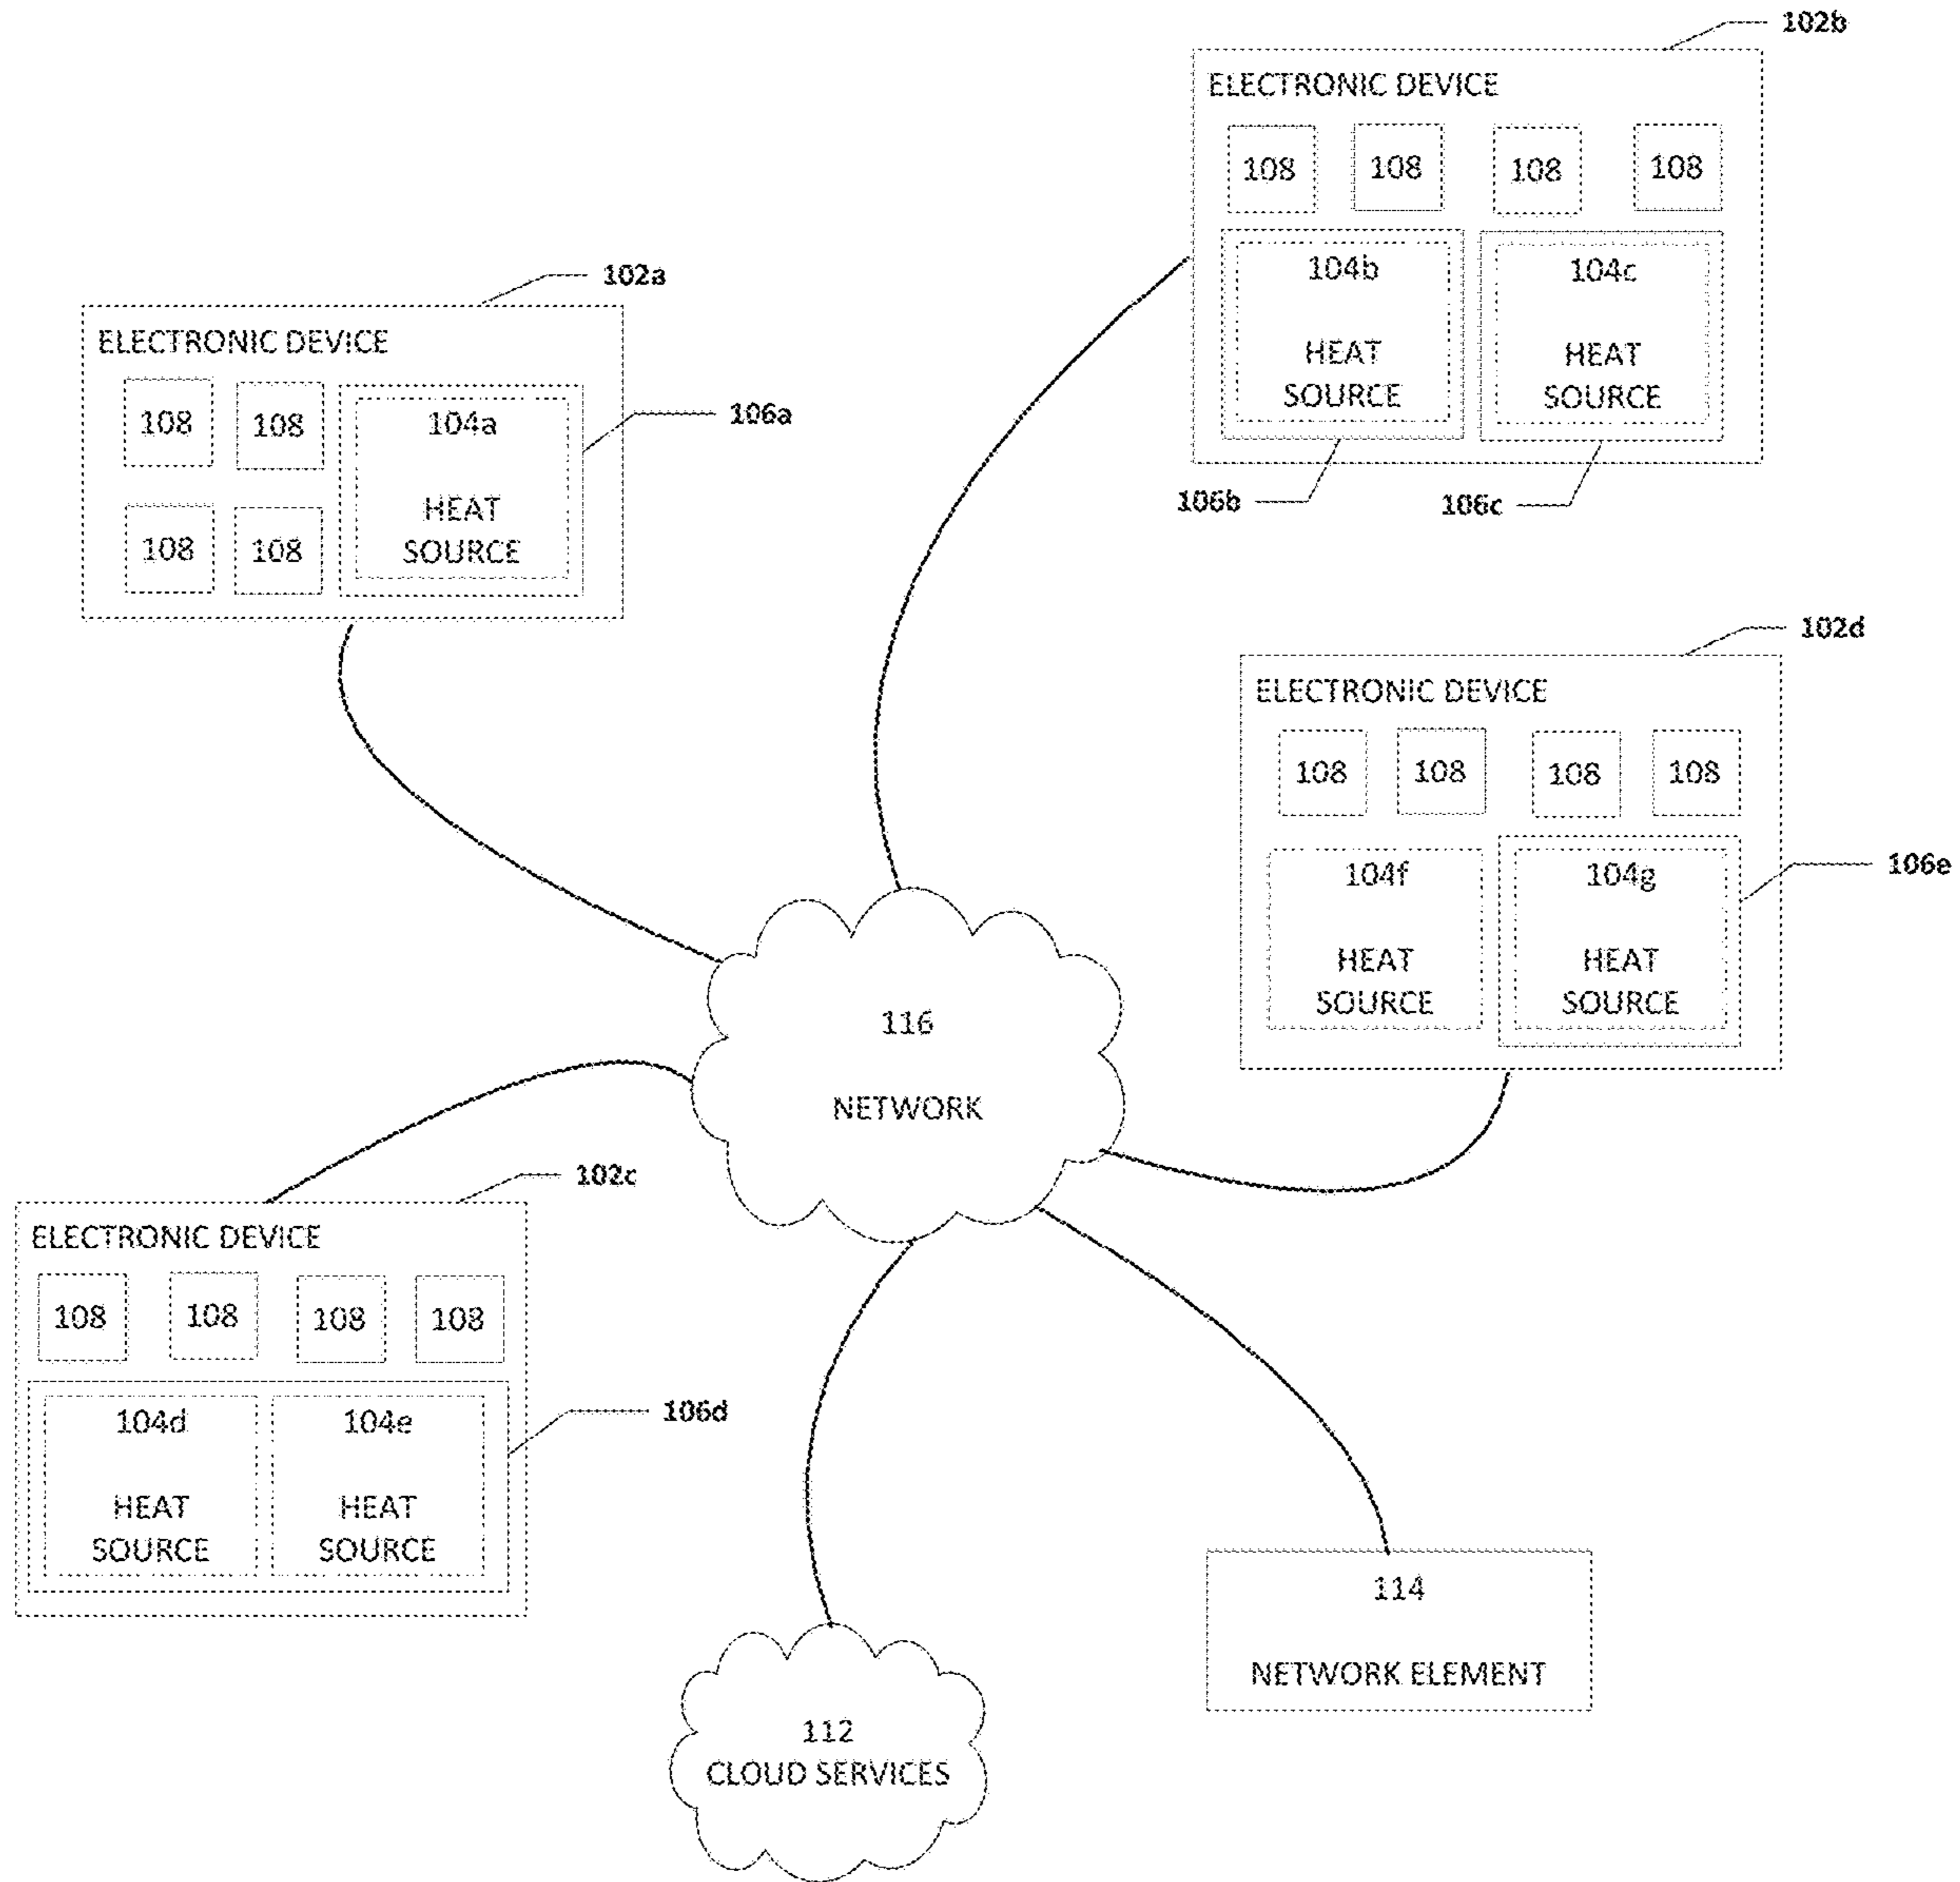 102b
ELECTRONIC DEVICE
108 108 108 108
104b
HEAT
SOURCE
104c
HEAT
SOURCE
106b
106c
102a
ELECTRONIC DEVICE
108 108
108 108
104a
HEAT
SOURCE
106a
102d
ELECTRONIC DEVICE
108 108 108 108
104f
HEAT
SOURCE
104g
HEAT
SOURCE
106e
116
NETWORK
102c
ELECTRONIC DEVICE
108 108 108 108
104d
HEAT
SOURCE
104e
HEAT
SOURCE
106d
114
NETWORK ELEMENT
112
CLOUD SERVICES